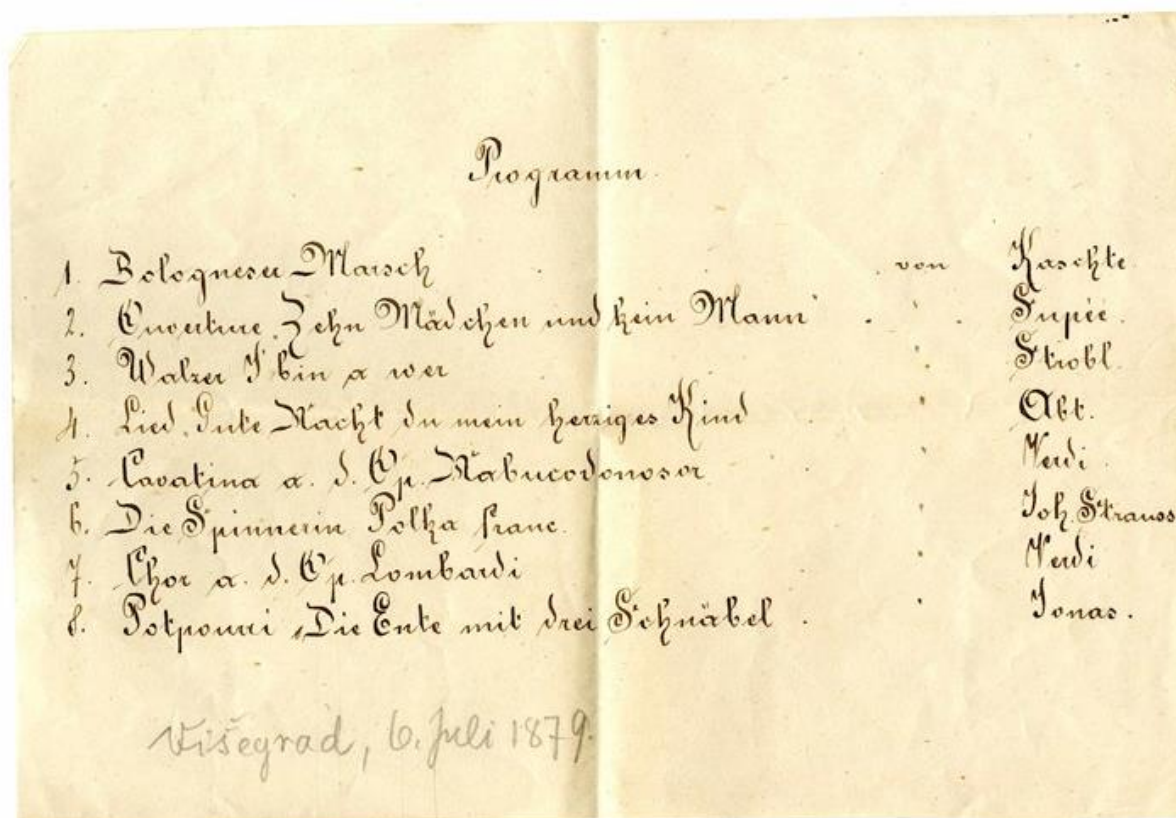 Programm.
1. Bologneser-Marsch . von Kaschte.
2. Ouverture „Zehn Mädchen und kein Mann" . " . Supée.
3. Walzer I bin a wer " Strobl.
4. Lied „Gute Nacht du mein herziges Kind . " Abt.
5. Cavatina a. d. Op. Nabucodonosor . " Verdi.
6. Die Spinnerin Polka franc. " Joh. Strauss
7. Chor a. d. Op. Lombardi " Verdi
8. Potpourri „Die Ente mit drei Schnäbel . " Jonas.
Višegrad, 6. Juli 1879.